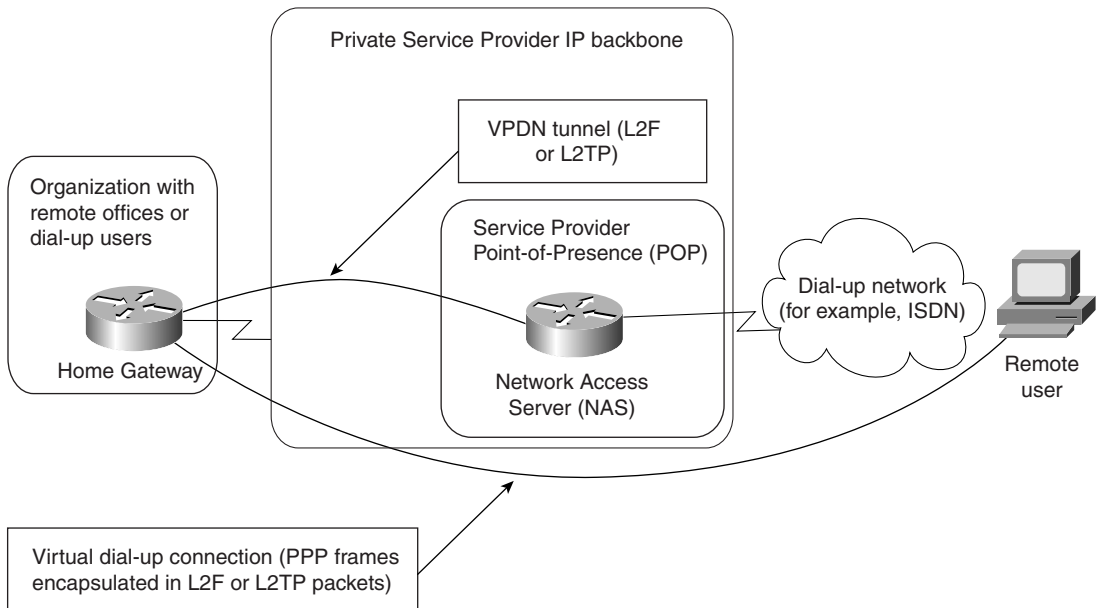 Private Service Provider IP backbone
VPDN tunnel (L2F
or L2TP)
Organization with
remote offices or
dial-up users
Service Provider
Point-of-Presence (POP)
Dial-up network
(for example, ISDN)
Home Gateway
Network Access
Server (NAS)
Remote
user
Virtual dial-up connection (PPP frames
encapsulated in L2F or L2TP packets)